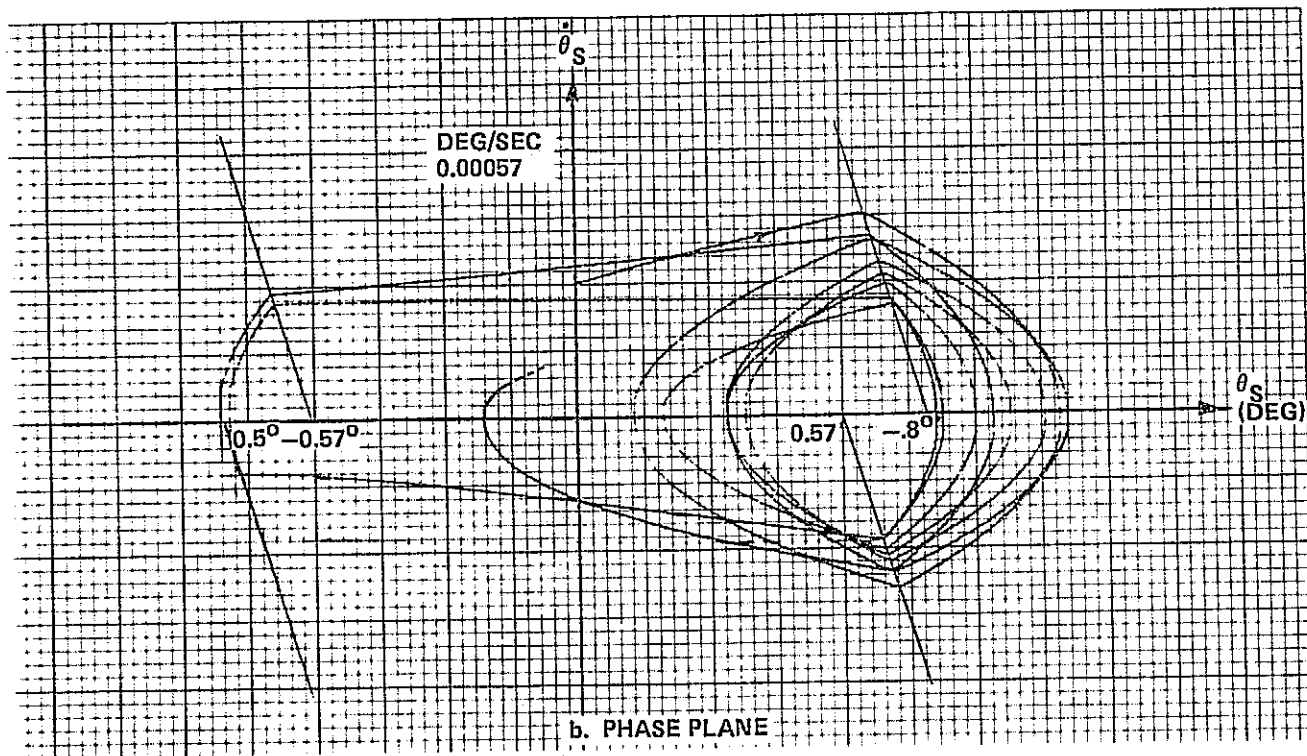 θ̇S
DEG/SEC
0.00057
θS
(DEG)
0.5° –0.57°
0.57
–.8°
b. PHASE PLANE